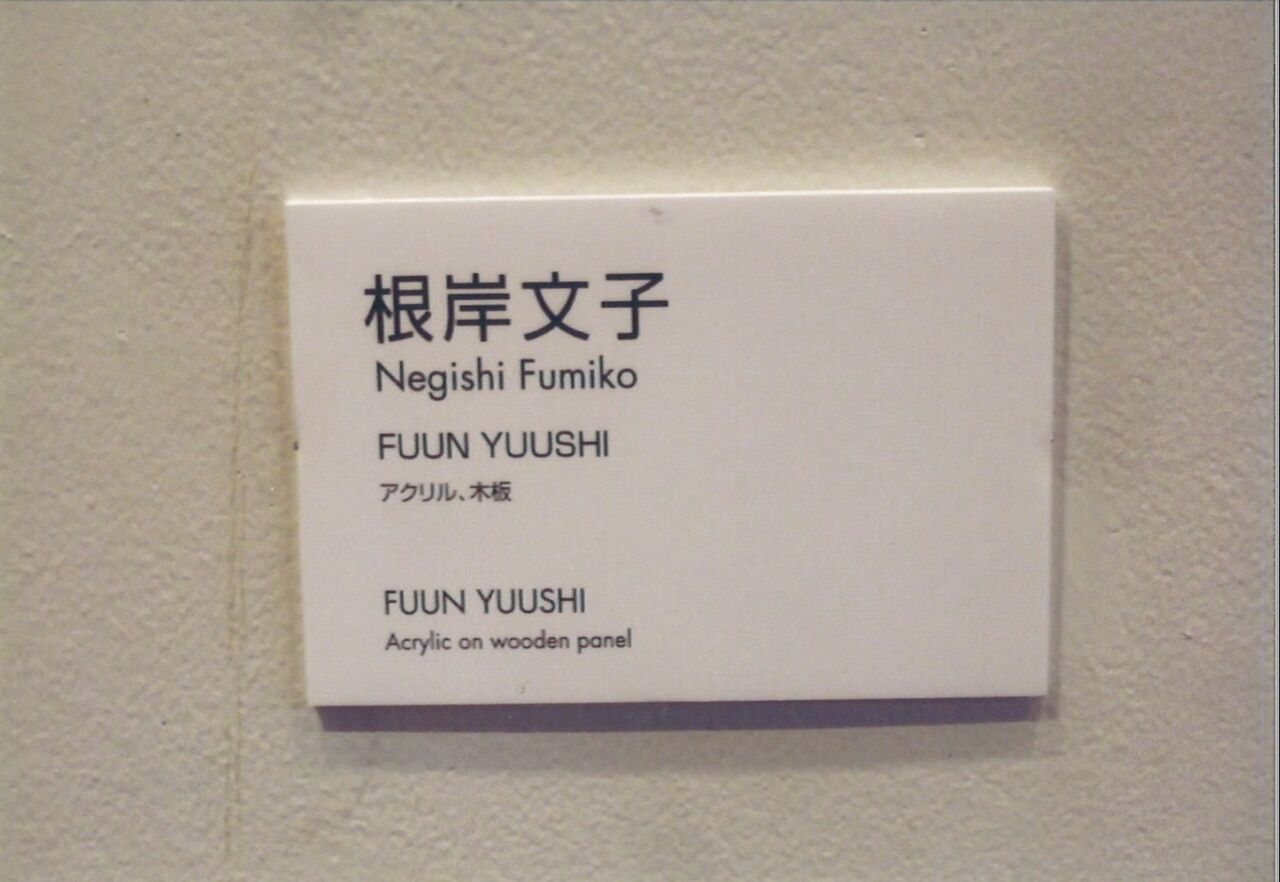 根岸文子
Negishi Fumiko
FUUN YUUSHI
アクリル、木板
FUUN YUUSHI
Acrylic on wooden panel